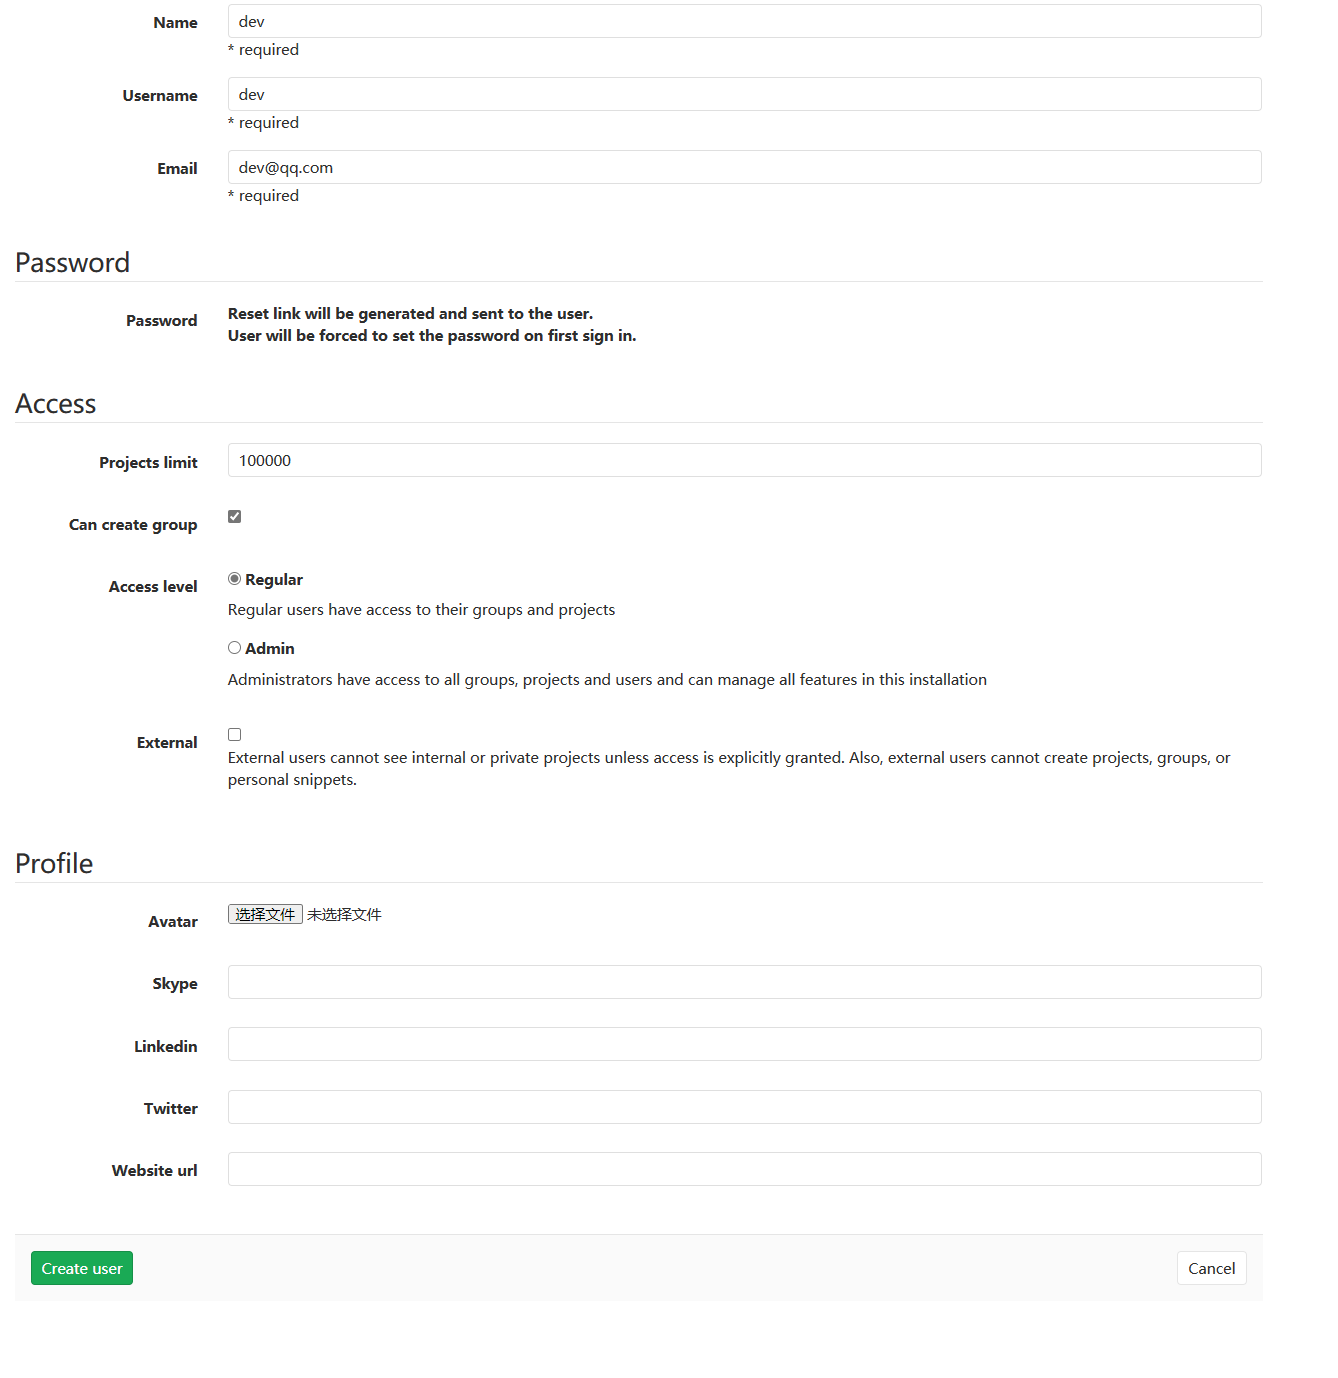 Name
dev
* required
Username
dev
* required
Email
dev@qq.com
* required
Password
Password
Reset link will be generated and sent to the user.
User will be forced to set the password on first sign in.
Access
Projects limit
100000
Can create group
Access level
Regular
Regular users have access to their groups and projects
Admin
Administrators have access to all groups, projects and users and can manage all features in this installation
External
External users cannot see internal or private projects unless access is explicitly granted. Also, external users cannot create projects, groups, or
personal snippets.
Profile
Avatar
选择文件 未选择文件
Skype
Linkedin
Twitter
Website url
Create user
Cancel